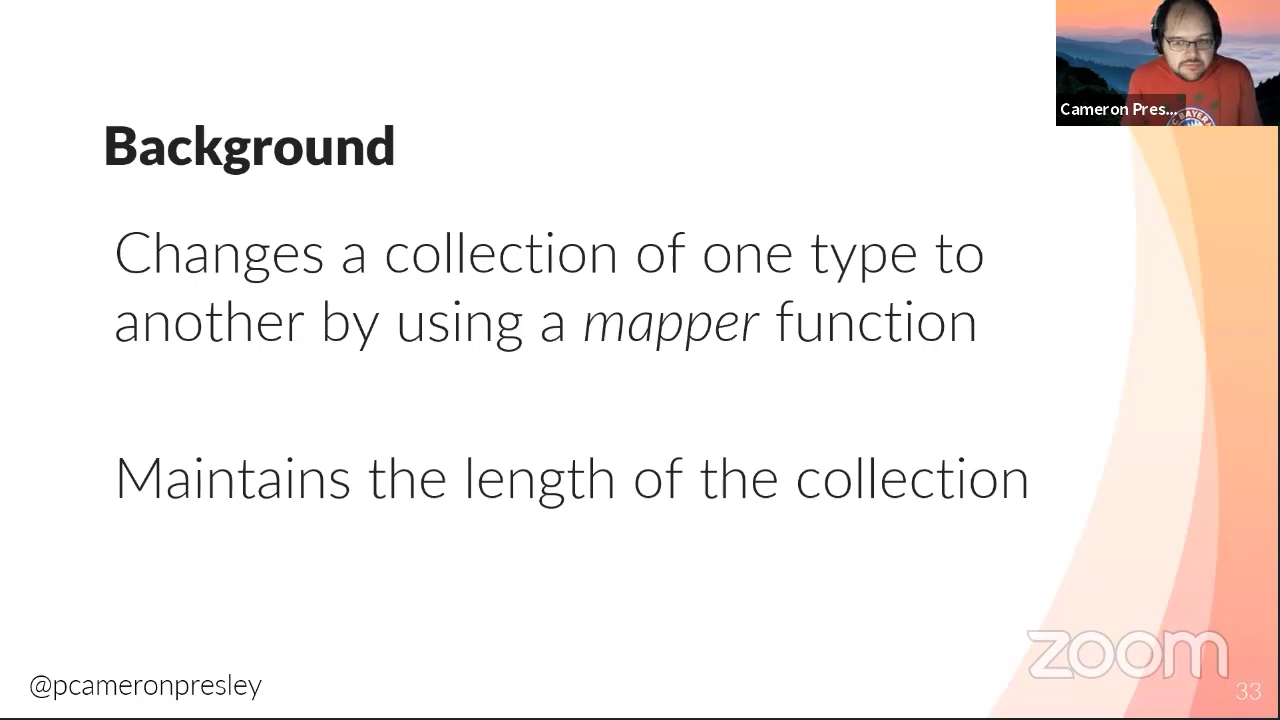 Cameron Pres...
Background
Changes a collection of one type to
another by using a mapper function
Maintains the length of the collection
zoom
@pcameronpresley
33